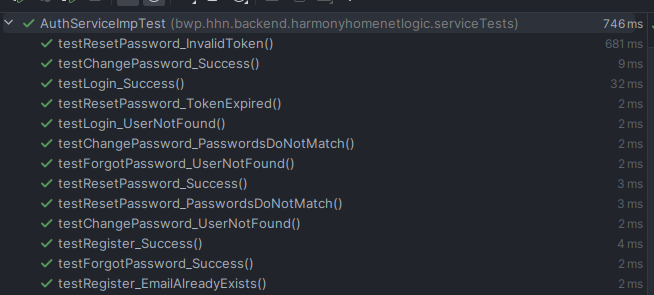 AuthServiceImpTest (bwp.hhn.backend.harmonyhomenetlogic.serviceTests) 746 ms
testResetPassword_InvalidToken() 681 ms
testChangePassword_Success() 9 ms
testLogin_Success() 32 ms
testResetPassword_TokenExpired() 2 ms
testLogin_UserNotFound() 2 ms
testChangePassword_PasswordsDoNotMatch() 2 ms
testForgotPassword_UserNotFound() 2 ms
testResetPassword_Success() 3 ms
testResetPassword_PasswordsDoNotMatch() 3 ms
testChangePassword_UserNotFound() 2 ms
testRegister_Success() 4 ms
testForgotPassword_Success() 2 ms
testRegister_EmailAlreadyExists() 2 ms